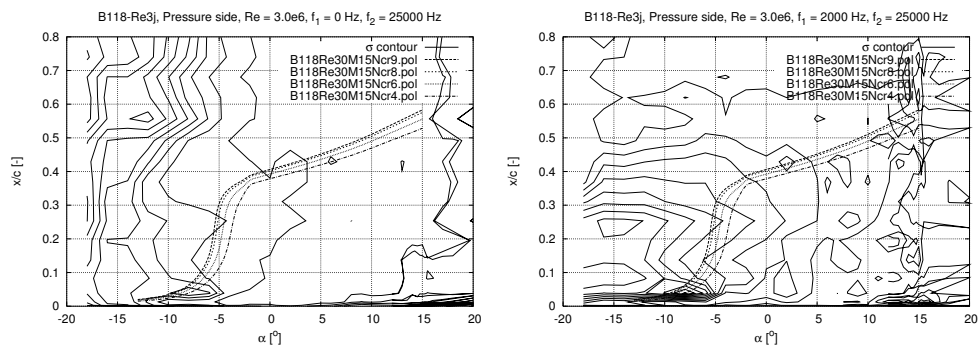 B118-Re3j, Pressure side, Re = 3.0e6, f₁ = 0 Hz, f₂ = 25000 Hz
σ contour
B118Re30M15Ncr9.pol
B118Re30M15Ncr8.pol
B118Re30M15Ncr6.pol
B118Re30M15Ncr4.pol
x/c [-]
0.8
0.7
0.6
0.5
0.4
0.3
0.2
0.1
0
-20 -15 -10 -5 0 5 10 15 20
α [°]
B118-Re3j, Pressure side, Re = 3.0e6, f₁ = 2000 Hz, f₂ = 25000 Hz
σ contour
B118Re30M15Ncr9.pol
B118Re30M15Ncr8.pol
B118Re30M15Ncr6.pol
B118Re30M15Ncr4.pol
x/c [-]
0.8
0.7
0.6
0.5
0.4
0.3
0.2
0.1
0
-20 -15 -10 -5 0 5 10 15 20
α [°]